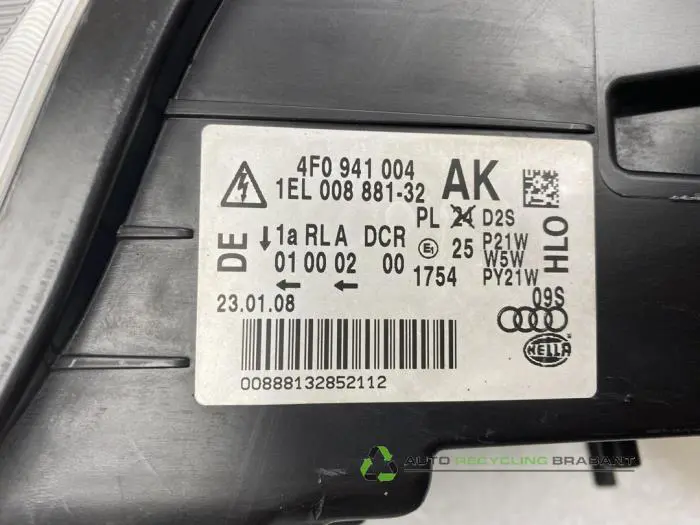 4F0 941 004 AK
1EL 008 881-32
PL 24 D2S
DE ↓1a RL A DCR E1 25 P21W
W5W
01 00 02 00 1754 PY21W
← ←
HLO
23.01.08
09S
00888132852112
HELLA
AUTO RECYCLING BRABANT